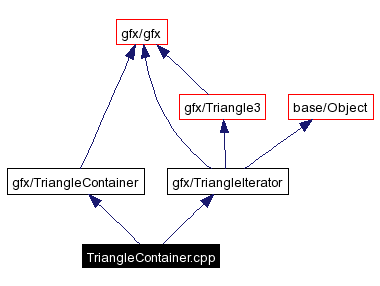 gfx/gfx
gfx/Triangle3
base/Object
gfx/TriangleContainer
gfx/TriangleIterator
TriangleContainer.cpp